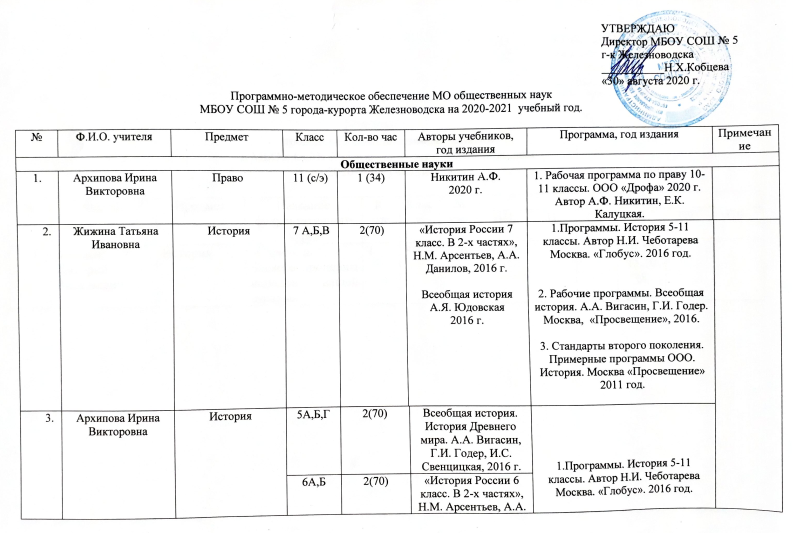 УТВЕРЖДАЮ
Директор МБОУ СОШ № 5
г-к Железноводска
Н.Х.Кобцева
«30» августа 2020 г.
Программно-методическое обеспечение МО общественных наук
МБОУ СОШ № 5 города-курорта Железноводска на 2020-2021 учебный год.
№ Ф.И.О. учителя Предмет Класс Кол-во час Авторы учебников, год издания Программа, год издания Примечание
Общественные науки
1. Архипова Ирина Викторовна Право 11 (с/э) 1 (34)
Никитин А.Ф.
2020 г.
1. Рабочая программа по праву 10-
11 классы. ООО «Дрофа» 2020 г.
Автор А.Ф. Никитин, Е.К.
Калуцкая.
2. Жижина Татьяна Ивановна История 7 А,Б,В 2(70)
«История России 7
класс. В 2-х частях»,
Н.М. Арсентьев, А.А.
Данилов, 2016 г.
Всеобщая история
А.Я. Юдовская
2016 г.
1.Программы. История 5-11
классы. Автор Н.И. Чеботарева
Москва. «Глобус». 2016 год.
2. Рабочие программы. Всеобщая
история. А.А. Вигасин, Г.И. Годер.
Москва, «Просвещение», 2016.
3. Стандарты второго поколения.
Примерные программы ООО.
История. Москва «Просвещение»
2011 год.
3. Архипова Ирина Викторовна История 5А,Б,Г 2(70)
Всеобщая история.
История Древнего
мира. А.А. Вигасин,
Г.И. Годер, И.С.
Свенцицкая, 2016 г.
6А,Б 2(70)
«История России 6
класс. В 2-х частях»,
Н.М. Арсентьев, А.А.
1.Программы. История 5-11
классы. Автор Н.И. Чеботарева
Москва. «Глобус». 2016 год.